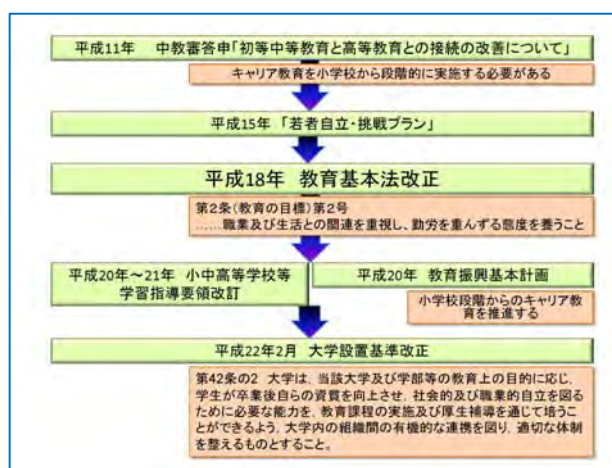 平成11年 中教審答申「初等中等教育と高等教育との接続の改善について」
キャリア教育を小学校から段階的に実施する必要がある
平成15年 「若者自立・挑戦プラン」
平成18年 教育基本法改正
第2条(教育の目標)第2号
……職業及び生活との関連を重視し、勤労を重んずる態度を養うこと
平成20年~21年 小中高等学校等
学習指導要領改訂
平成20年 教育振興基本計画
小学校段階からのキャリア教
育を推進する
平成22年2月 大学設置基準改正
第42条の2 大学は,当該大学及び学部等の教育上の目的に応じ,
学生が卒業後自らの資質を向上させ,社会的及び職業的自立を図る
ために必要な能力を,教育課程の実施及び厚生補導を通じて培うこ
とができるよう,大学内の組織間の有機的な連携を図り,適切な体制
を整えるものとすること。